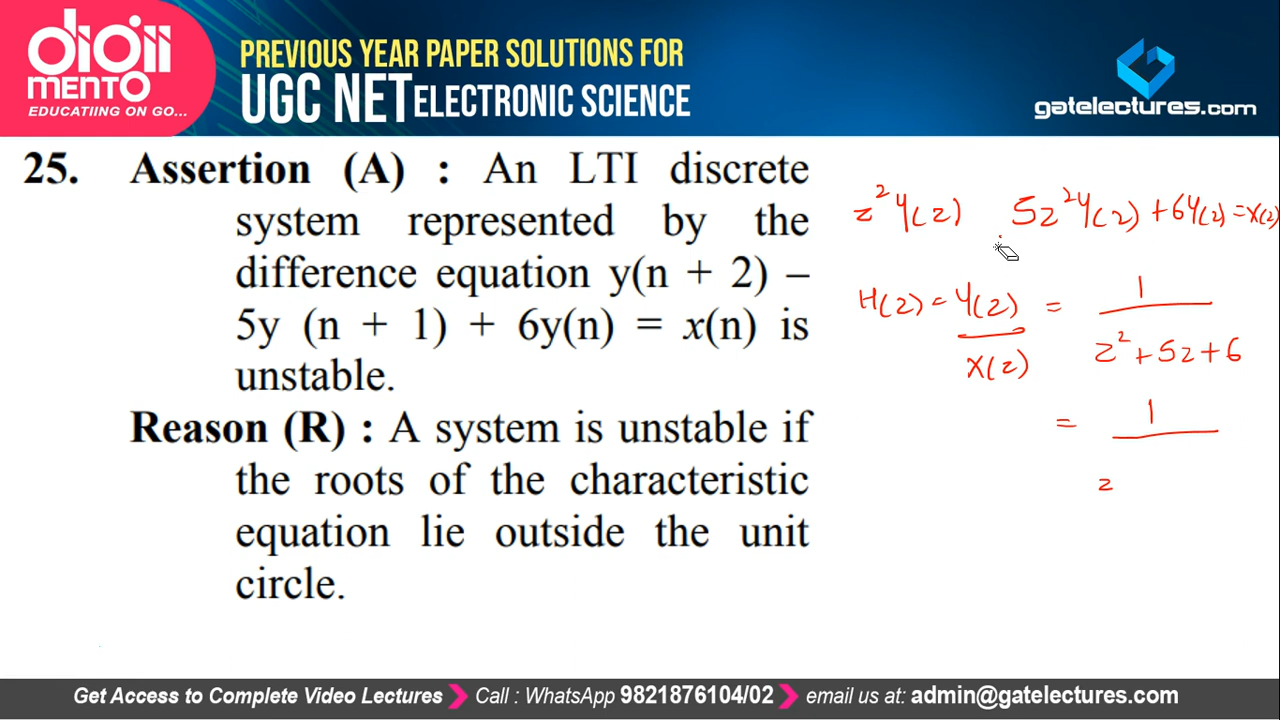 DIGII
MENTO
EDUCATIING ON GO...
PREVIOUS YEAR PAPER SOLUTIONS FOR
UGC NET ELECTRONIC SCIENCE
gatelectures.com
25. Assertion (A) : An LTI discrete
system represented by the
difference equation y(n + 2) –
5y (n + 1) + 6y(n) = x(n) is
unstable.
Reason (R) : A system is unstable if
the roots of the characteristic
equation lie outside the unit
circle.
z²Y(z) 5z²Y(z) + 6Y(z) = X(z)
H(z) = Y(z) / X(z) = 1 / z² + 5z + 6
= 1 / z
Get Access to Complete Video Lectures Call : WhatsApp 9821876104/02 email us at: admin@gatelectures.com